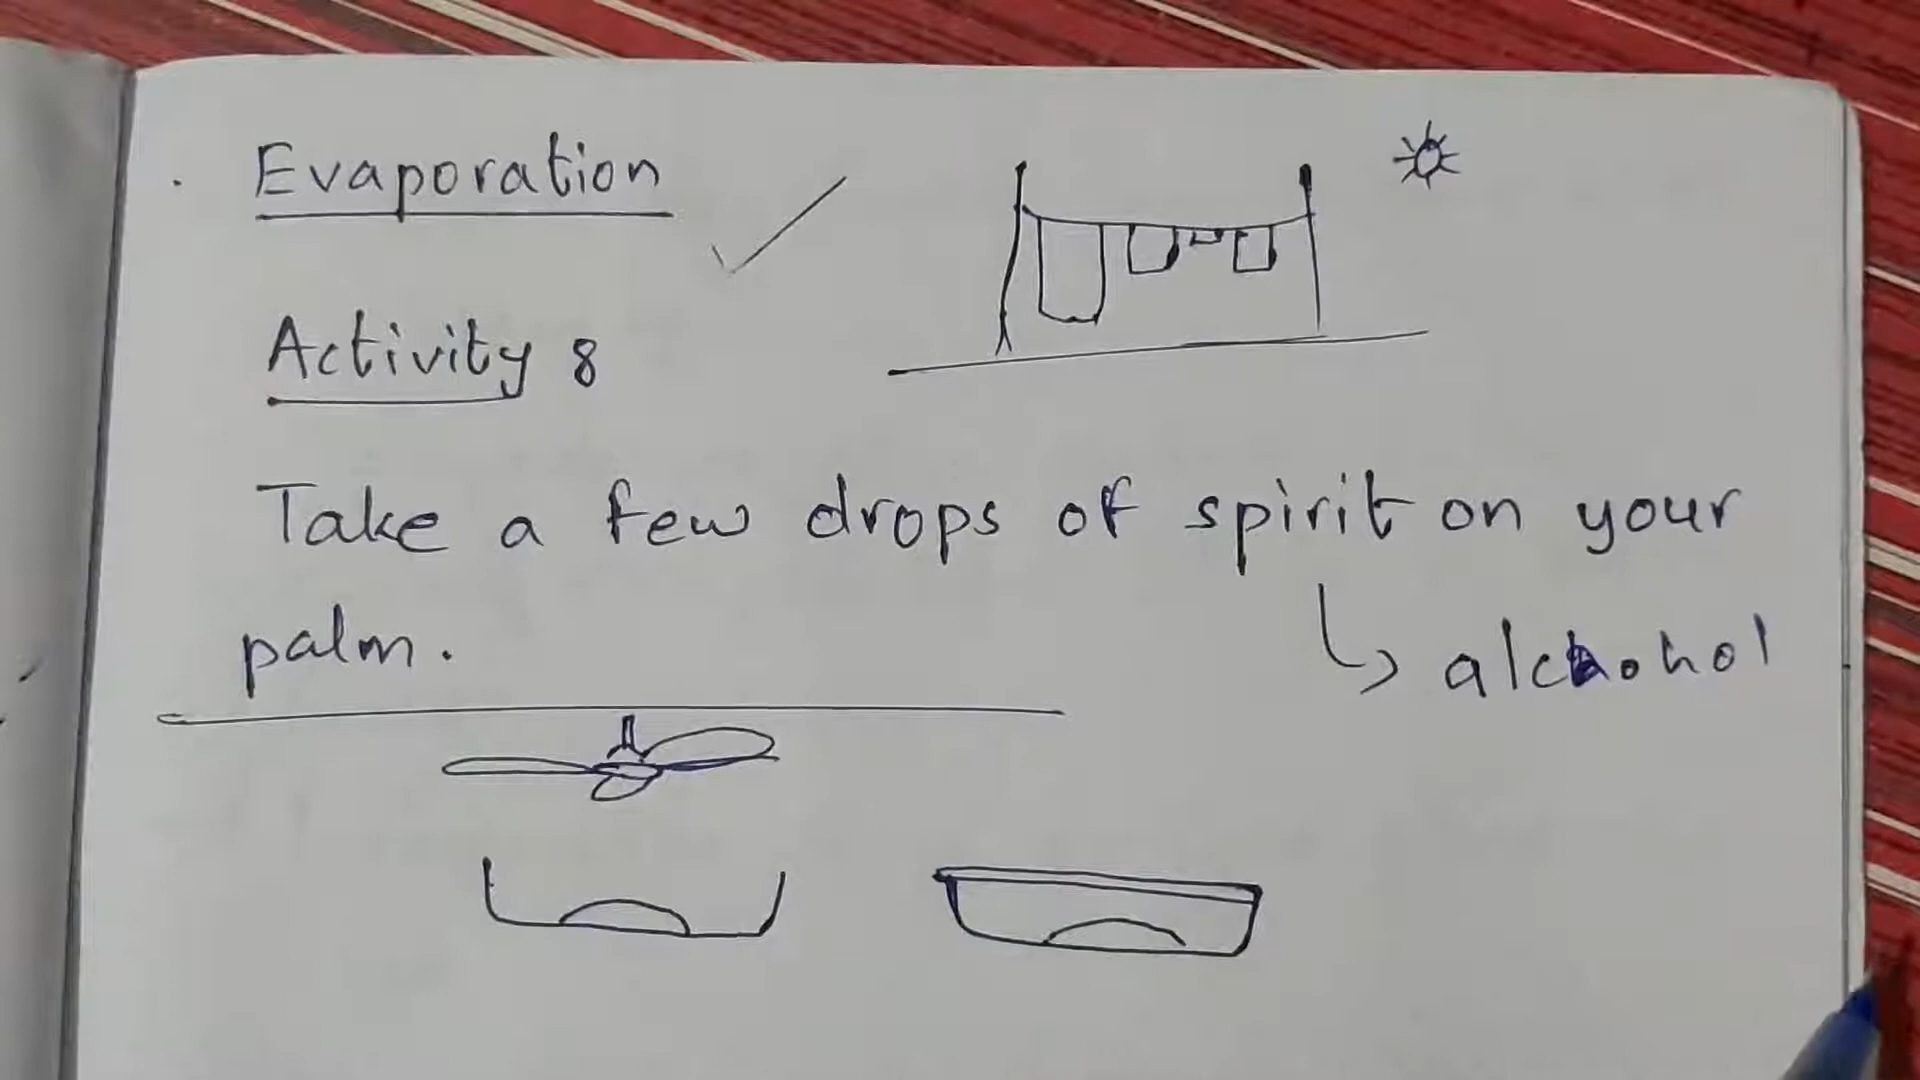 Evaporation
Activity 8
Take a few drops of spirit on your
palm.
alcohol